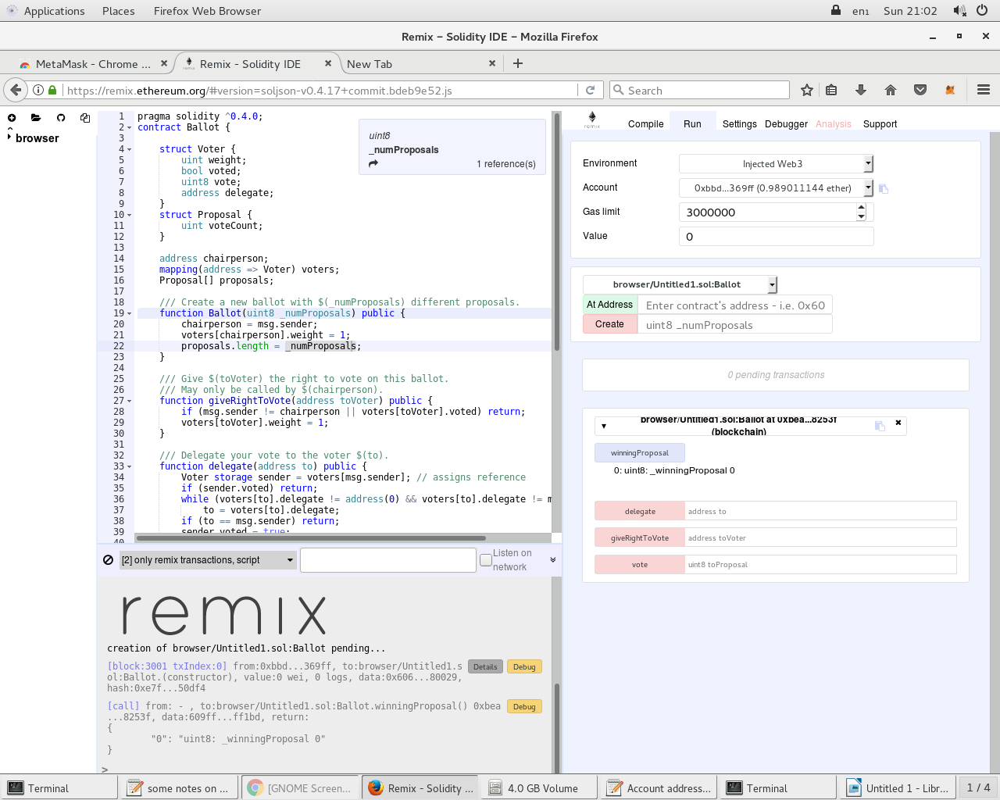 Applications Places Firefox Web Browser en₁ Sun 21:02
Remix – Solidity IDE – Mozilla Firefox
MetaMask - Chrome ... Remix - Solidity IDE New Tab
https://remix.ethereum.org/#version=soljson-v0.4.17+commit.bdeb9e52.js Search
browser
1 pragma solidity ^0.4.0;
2 contract Ballot {
3
4 struct Voter {
5 uint weight;
6 bool voted;
7 uint8 vote;
8 address delegate;
9 }
10 struct Proposal {
11 uint voteCount;
12 }
13
14 address chairperson;
15 mapping(address => Voter) voters;
16 Proposal[] proposals;
17
18 /// Create a new ballot with $(_numProposals) different proposals.
19 function Ballot(uint8 _numProposals) public {
20 chairperson = msg.sender;
21 voters[chairperson].weight = 1;
22 proposals.length = _numProposals;
23 }
24
25 /// Give $(toVoter) the right to vote on this ballot.
26 /// May only be called by $(chairperson).
27 function giveRightToVote(address toVoter) public {
28 if (msg.sender != chairperson || voters[toVoter].voted) return;
29 voters[toVoter].weight = 1;
30 }
31
32 /// Delegate your vote to the voter $(to).
33 function delegate(address to) public {
34 Voter storage sender = voters[msg.sender]; // assigns reference
35 if (sender.voted) return;
36 while (voters[to].delegate != address(0) && voters[to].delegate != m
37 to = voters[to].delegate;
38 if (to == msg.sender) return;
39 sender.voted = true;
40
uint8
_numProposals
1 reference(s)
[2] only remix transactions, script
Listen on
network
remix
creation of browser/Untitled1.sol:Ballot pending...
[block:3001 txIndex:0] from:0xbbd...369ff, to:browser/Untitled1.s
ol:Ballot.(constructor), value:0 wei, 0 logs, data:0x606...80029,
hash:0xe7f...50df4
Details Debug
[call] from: - , to:browser/Untitled1.sol:Ballot.winningProposal() 0xbea
...8253f, data:609ff...ff1bd, return:
Debug
{
"0": "uint8: _winningProposal 0"
}
>
remix
Compile Run Settings Debugger Analysis Support
Environment Injected Web3
Account 0xbbd...369ff (0.989011144 ether)
Gas limit 3000000
Value 0
browser/Untitled1.sol:Ballot
At Address Enter contract's address - i.e. 0x60
Create uint8 _numProposals
0 pending transactions
browser/Untitled1.sol:Ballot at 0xbea...8253f
(blockchain)
winningProposal
0: uint8: _winningProposal 0
delegate address to
giveRightToVote address toVoter
vote uint8 toProposal
Terminal some notes on ... [GNOME Screen... Remix - Solidity ... 4.0 GB Volume Account address... Terminal Untitled 1 - Libr... 1 / 4